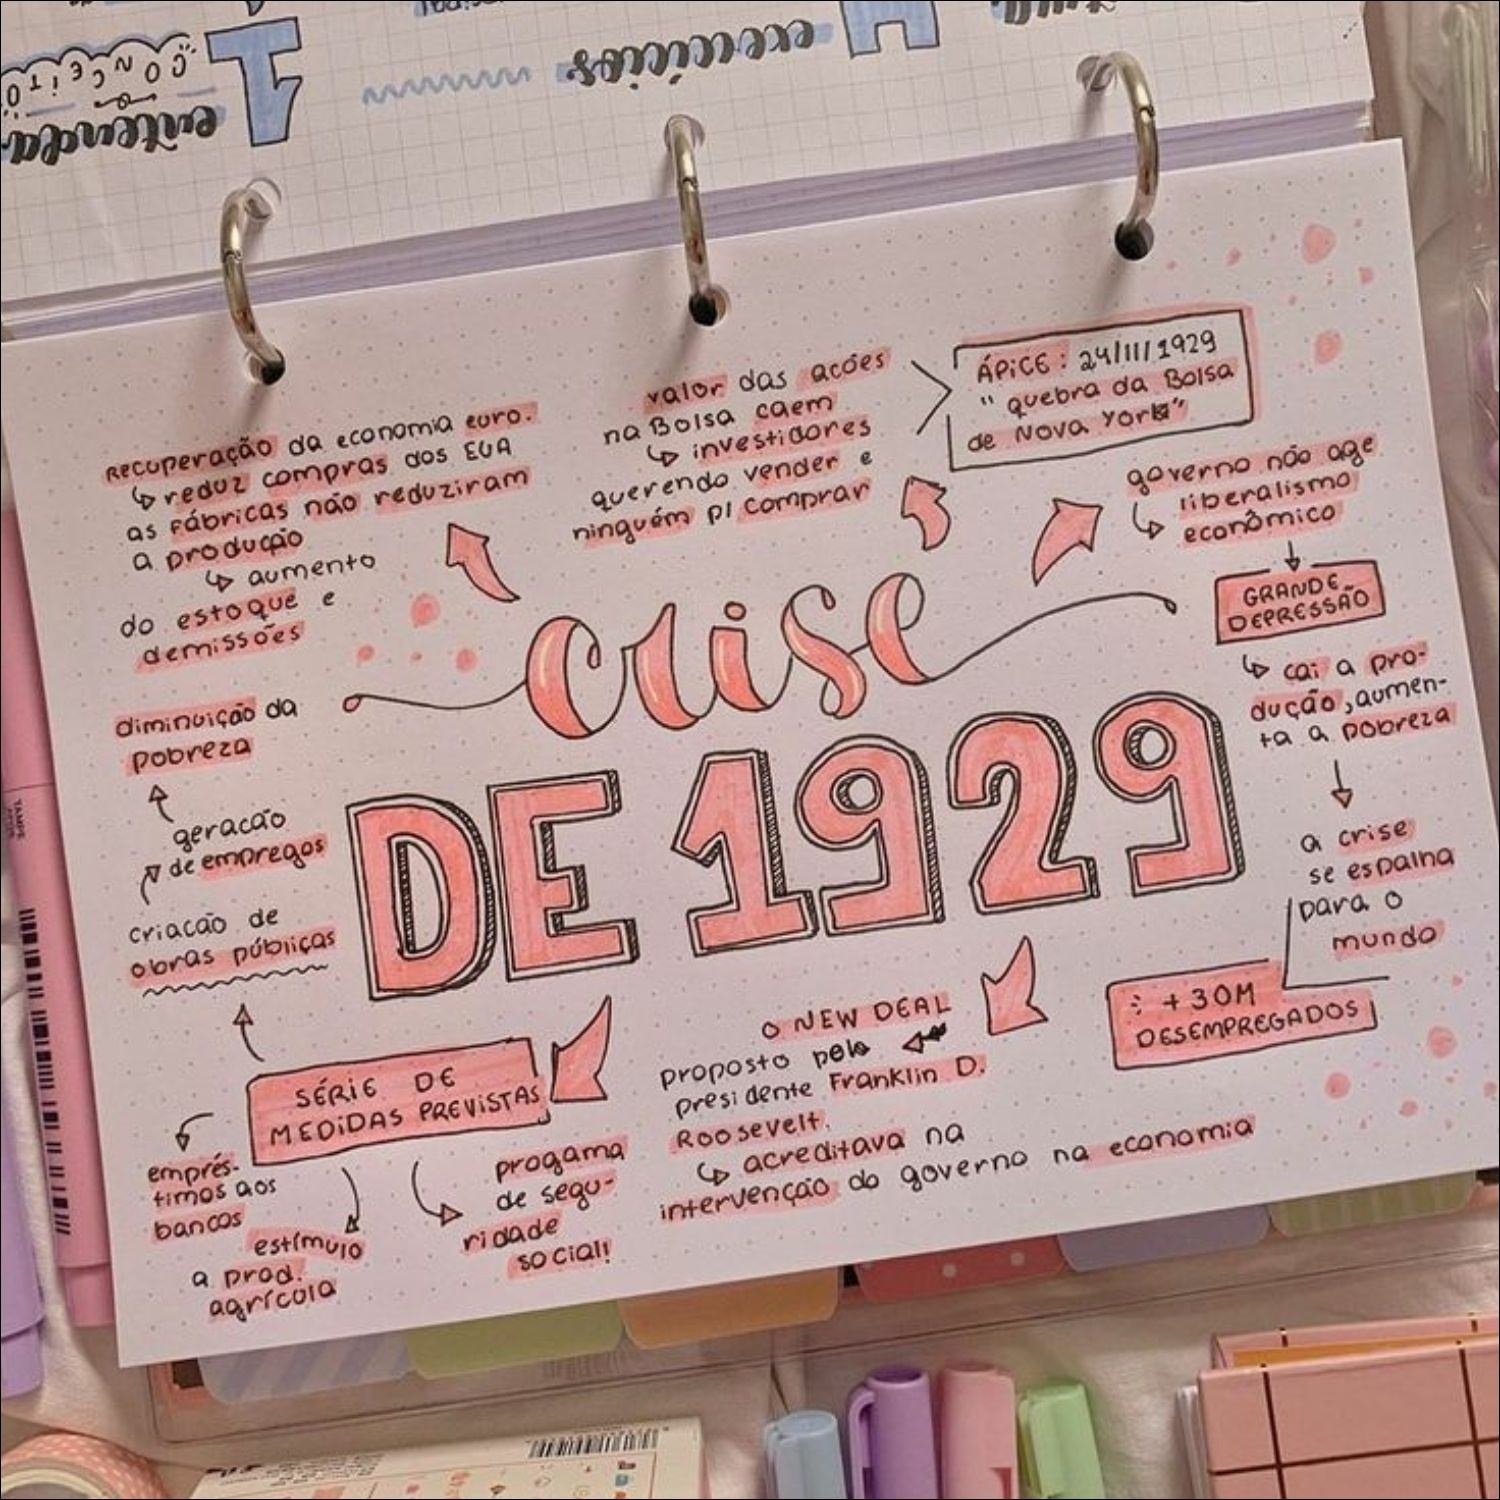 entenda
CONCEITO
1
exercícios
crise
DE 1929
recuperação da economia euro.
reduz compras dos EUA
as fábricas não reduziram
a produção
aumento
do estoque e
demissões
valor das acões
na Bolsa caem
investidores
querendo vender e
ninguém p/ comprar
ÁPICE: 24/11/1929
"quebra da Bolsa
de Nova York"
governo não age
liberalismo
econômico
GRANDE
DEPRESSÃO
cai a pro-
dução, aumen-
ta a pobreza
a crise
se espalha
para o
mundo
+30M
DESEMPREGADOS
O NEW DEAL
proposto pelo
presidente Franklin D.
Roosevelt.
acreditava na
intervenção do governo na economia
SÉRIE DE
MEDIDAS PREVISTAS
criacão de
obras públicas
geracão
de empregos
diminuição da
pobreza
emprés-
timos aos
bancos
estímulo
a prod.
agrícola
progama
de segu-
ridade
social!